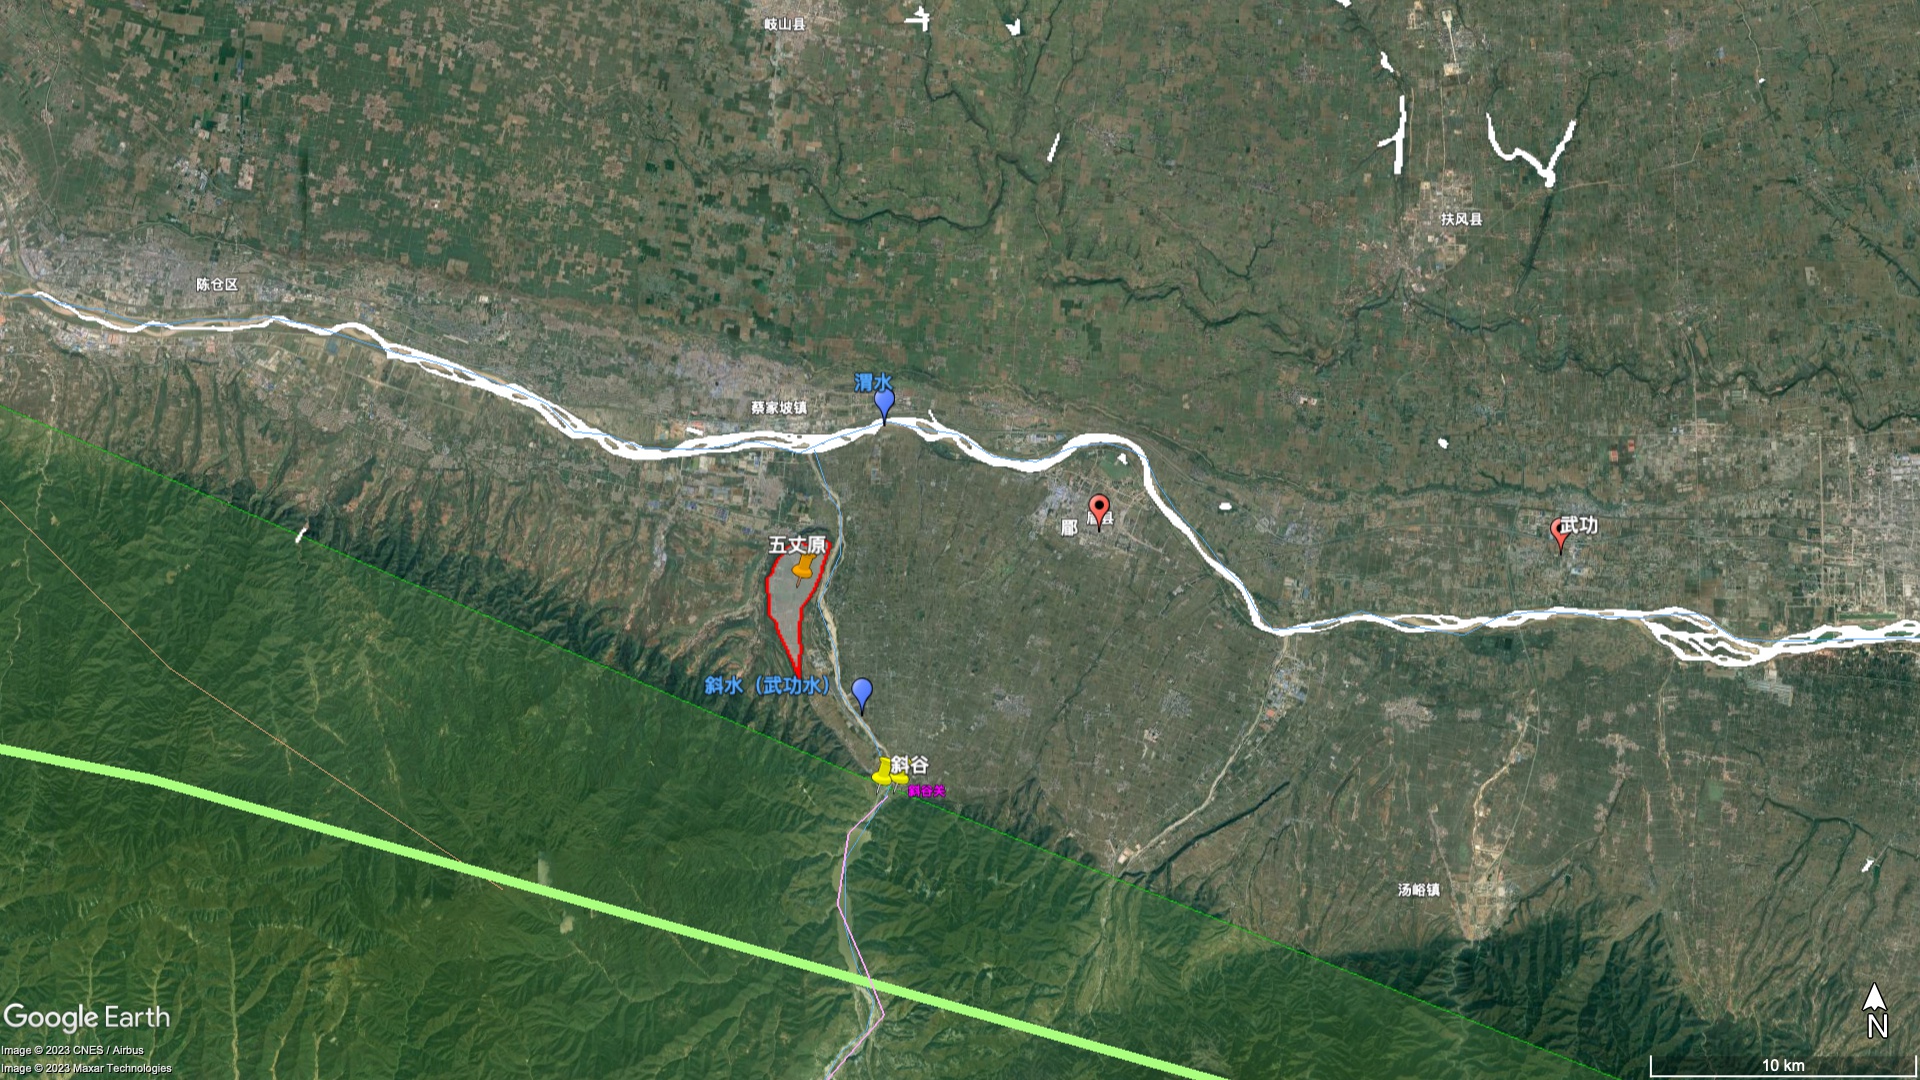 岐山县
扶风县
陈仓区
渭水
蔡家坡镇
郿
武功
五丈原
斜水（武功水）
斜谷
斜谷关
汤峪镇
Google Earth
N
Image © 2023 CNES / Airbus
Image © 2023 Maxar Technologies
10 km